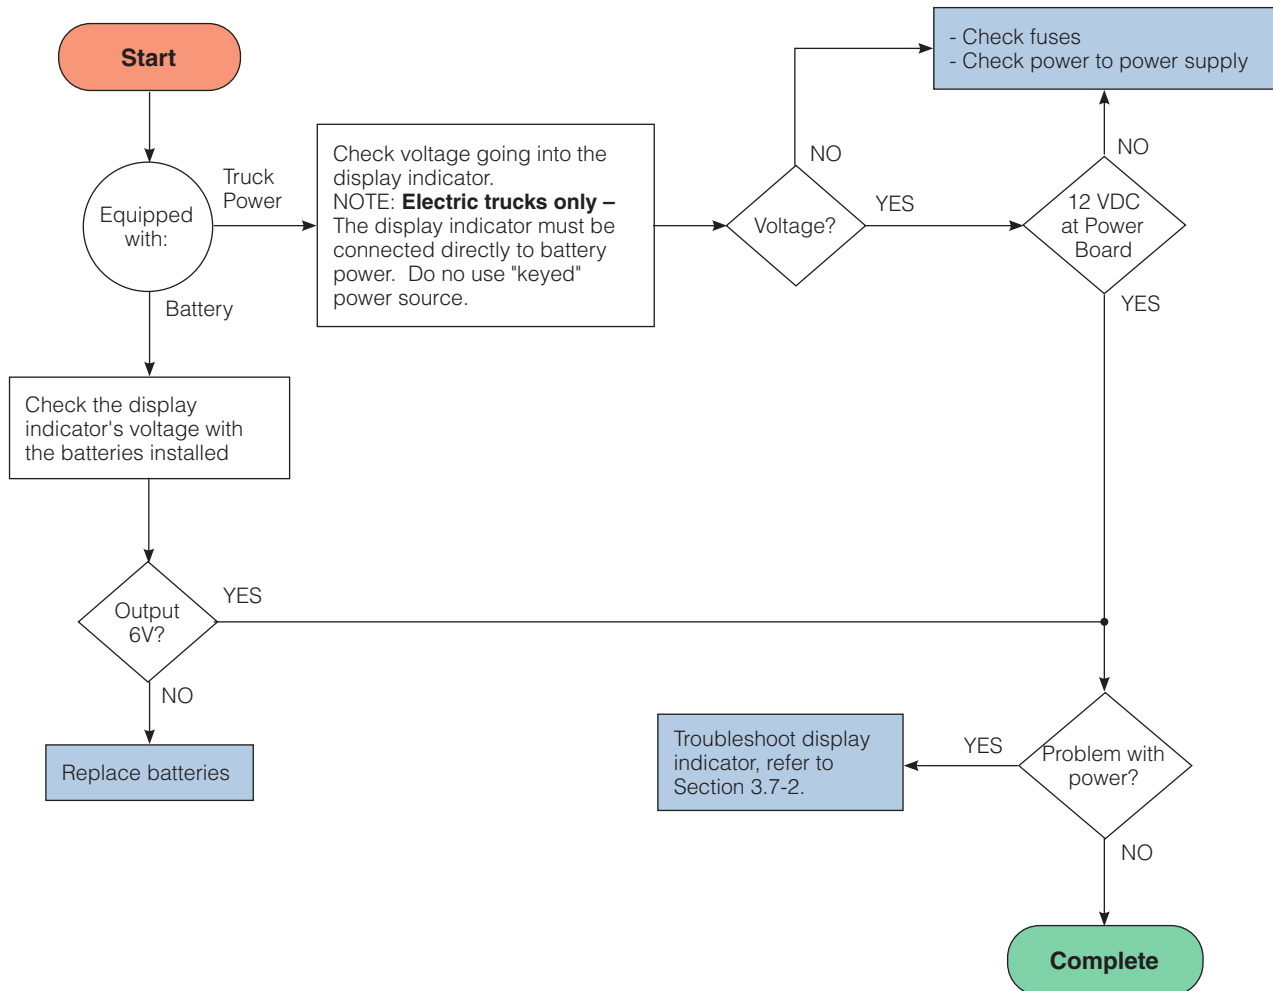 Start
- Check fuses
- Check power to power supply
Equipped
with:
Truck
Power
Check voltage going into the
display indicator.
NOTE: Electric trucks only –
The display indicator must be
connected directly to battery
power.  Do no use "keyed"
power source.
Voltage?
NO
YES
12 VDC
at Power
Board
NO
YES
Battery
Check the display
indicator's voltage with
the batteries installed
Output
6V?
YES
NO
Replace batteries
Problem with
power?
YES
Troubleshoot display
indicator, refer to
Section 3.7-2.
NO
Complete